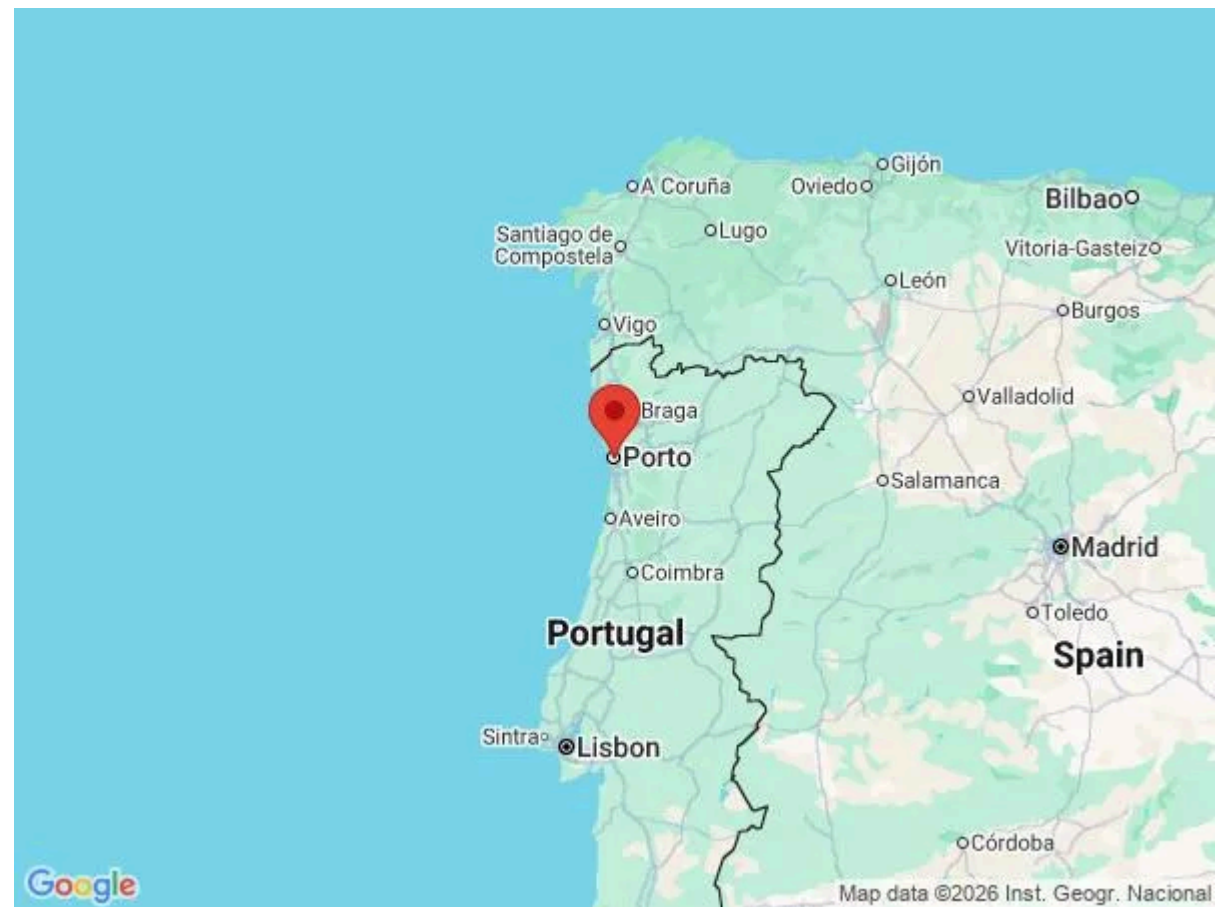 Gijón
A Coruña
Oviedo
Bilbao
Lugo
Santiago de
Compostela
Vitoria-Gasteiz
León
Burgos
Vigo
Valladolid
Braga
Porto
Salamanca
Aveiro
Madrid
Coimbra
Toledo
Portugal
Spain
Sintra
Lisbon
Córdoba
Google
Map data ©2026 Inst. Geogr. Nacional